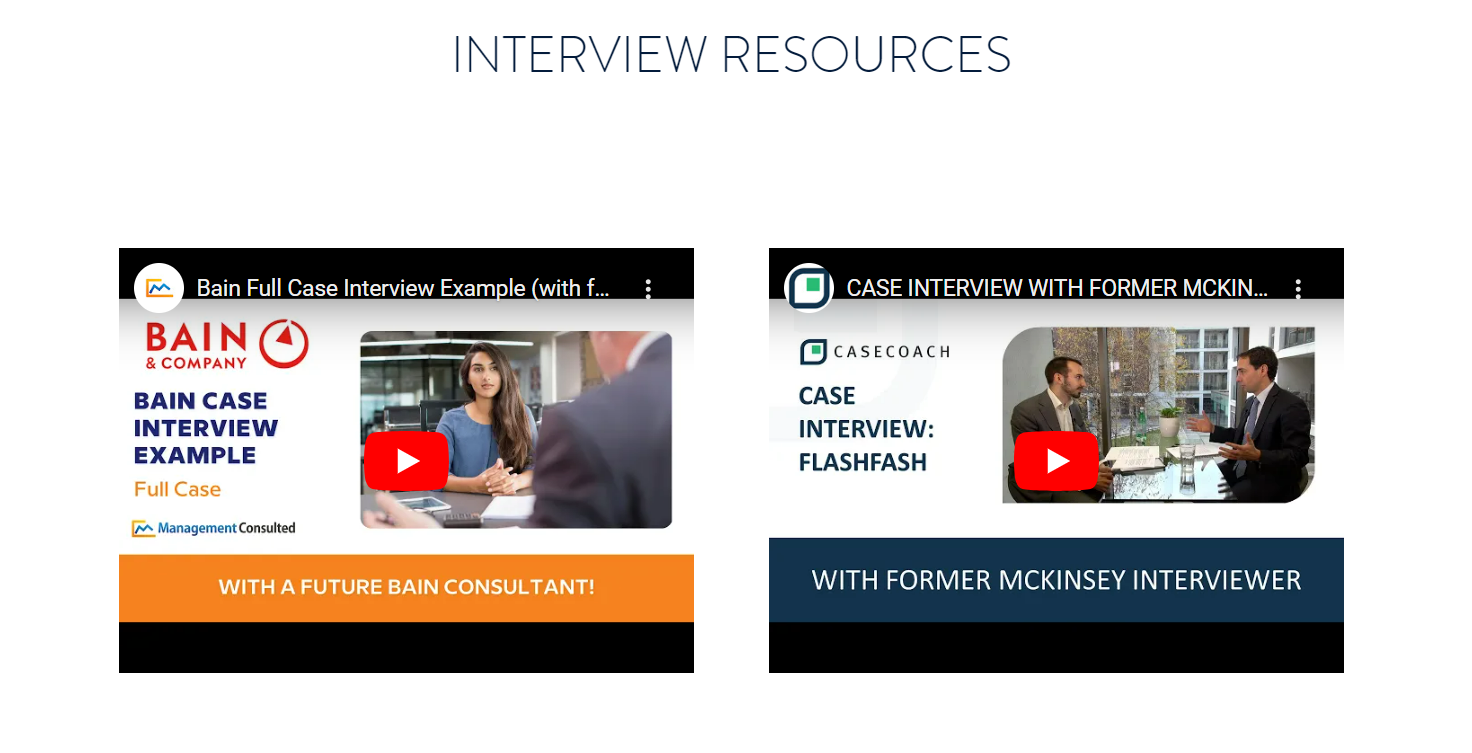 INTERVIEW RESOURCES
Bain Full Case Interview Example (with f...
BAIN
& COMPANY
BAIN CASE
INTERVIEW
EXAMPLE
Full Case
Management Consulted
WITH A FUTURE BAIN CONSULTANT!
CASE INTERVIEW WITH FORMER MCKIN...
CASECOACH
CASE
INTERVIEW:
FLASHFASH
WITH FORMER MCKINSEY INTERVIEWER